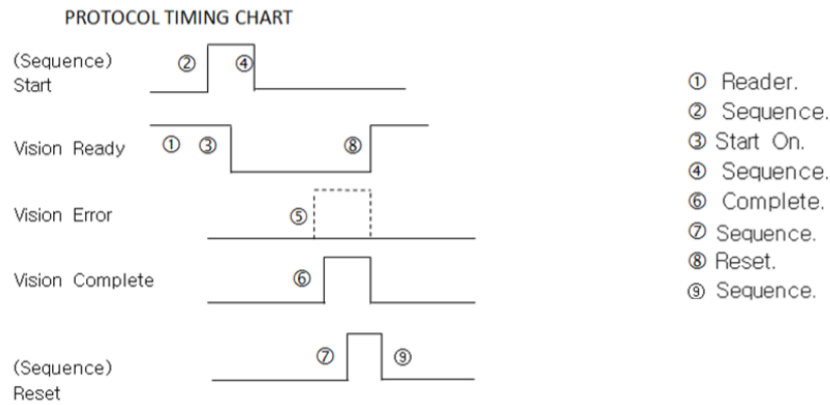 PROTOCOL TIMING CHART
(Sequence)
Start
② ④
Vision Ready
① ③ ⑧
Vision Error
⑤
Vision Complete
⑥
(Sequence)
Reset
⑦ ⑨
① Reader.
② Sequence.
③ Start On.
④ Sequence.
⑥ Complete.
⑦ Sequence.
⑧ Reset.
⑨ Sequence.